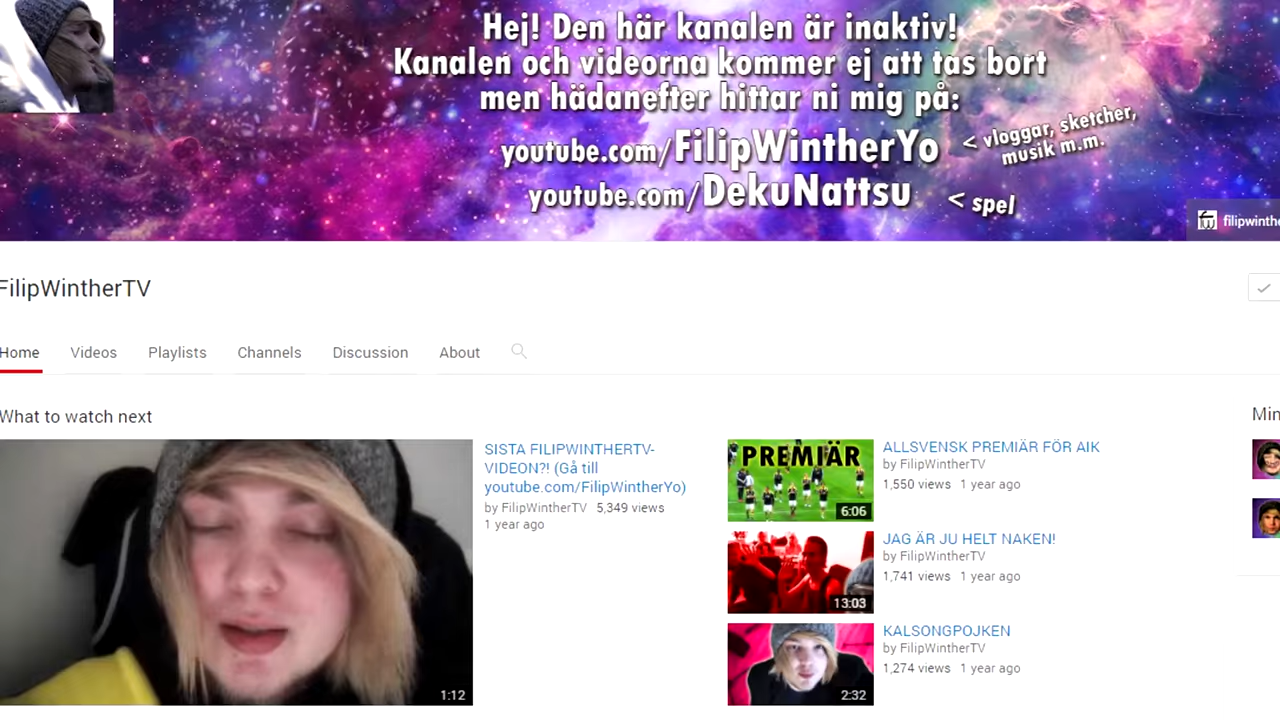 Hej! Den här kanalen är inaktiv!
Kanalen och videorna kommer ej att tas bort
men hädanefter hittar ni mig på:
youtube.com/FilipWintherYo
< vloggar, sketcher,
musik m.m.
youtube.com/DekuNattsu
< spel
filipwinthe
FilipWintherTV
Home Videos Playlists Channels Discussion About
What to watch next
Min
1:12
SISTA FILIPWINTHERTV-
VIDEON?! (Gå till
youtube.com/FilipWintherYo)
by FilipWintherTV 5,349 views
1 year ago
PREMIÄR
6:06
ALLSVENSK PREMIÄR FÖR AIK
by FilipWintherTV
1,550 views 1 year ago
13:03
JAG ÄR JU HELT NAKEN!
by FilipWintherTV
1,741 views 1 year ago
2:32
KALSONGPOJKEN
by FilipWintherTV
1,274 views 1 year ago